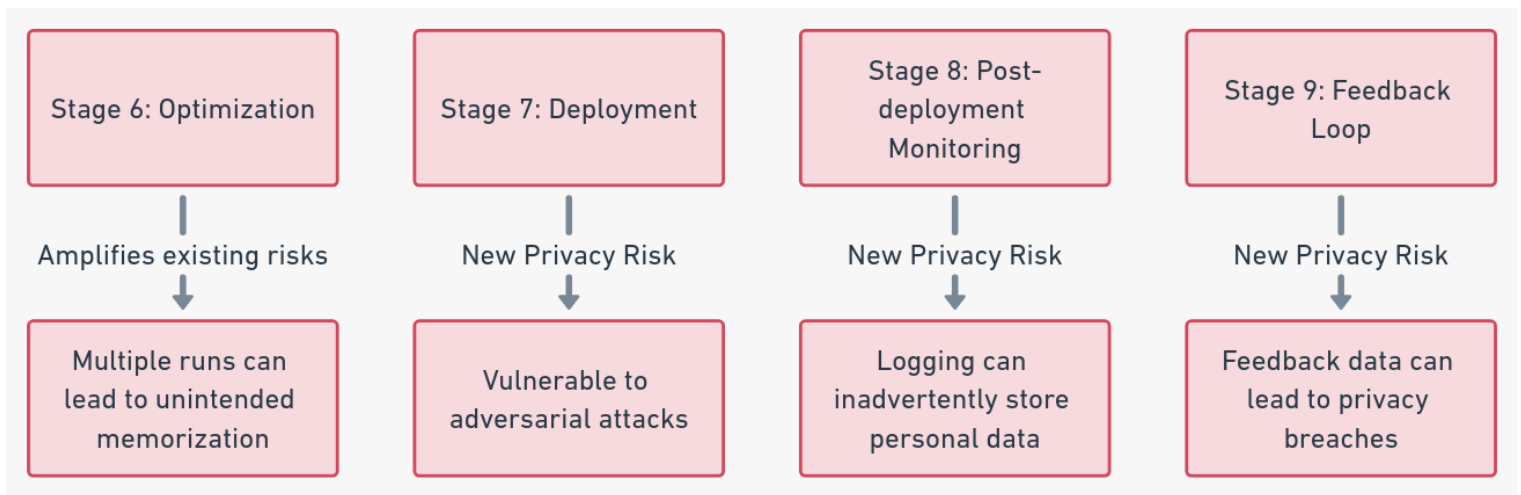 Stage 6: Optimization
Stage 7: Deployment
Stage 8: Post-
deployment
Monitoring
Stage 9: Feedback
Loop
Amplifies existing risks
New Privacy Risk
New Privacy Risk
New Privacy Risk
Multiple runs can
lead to unintended
memorization
Vulnerable to
adversarial attacks
Logging can
inadvertently store
personal data
Feedback data can
lead to privacy
breaches